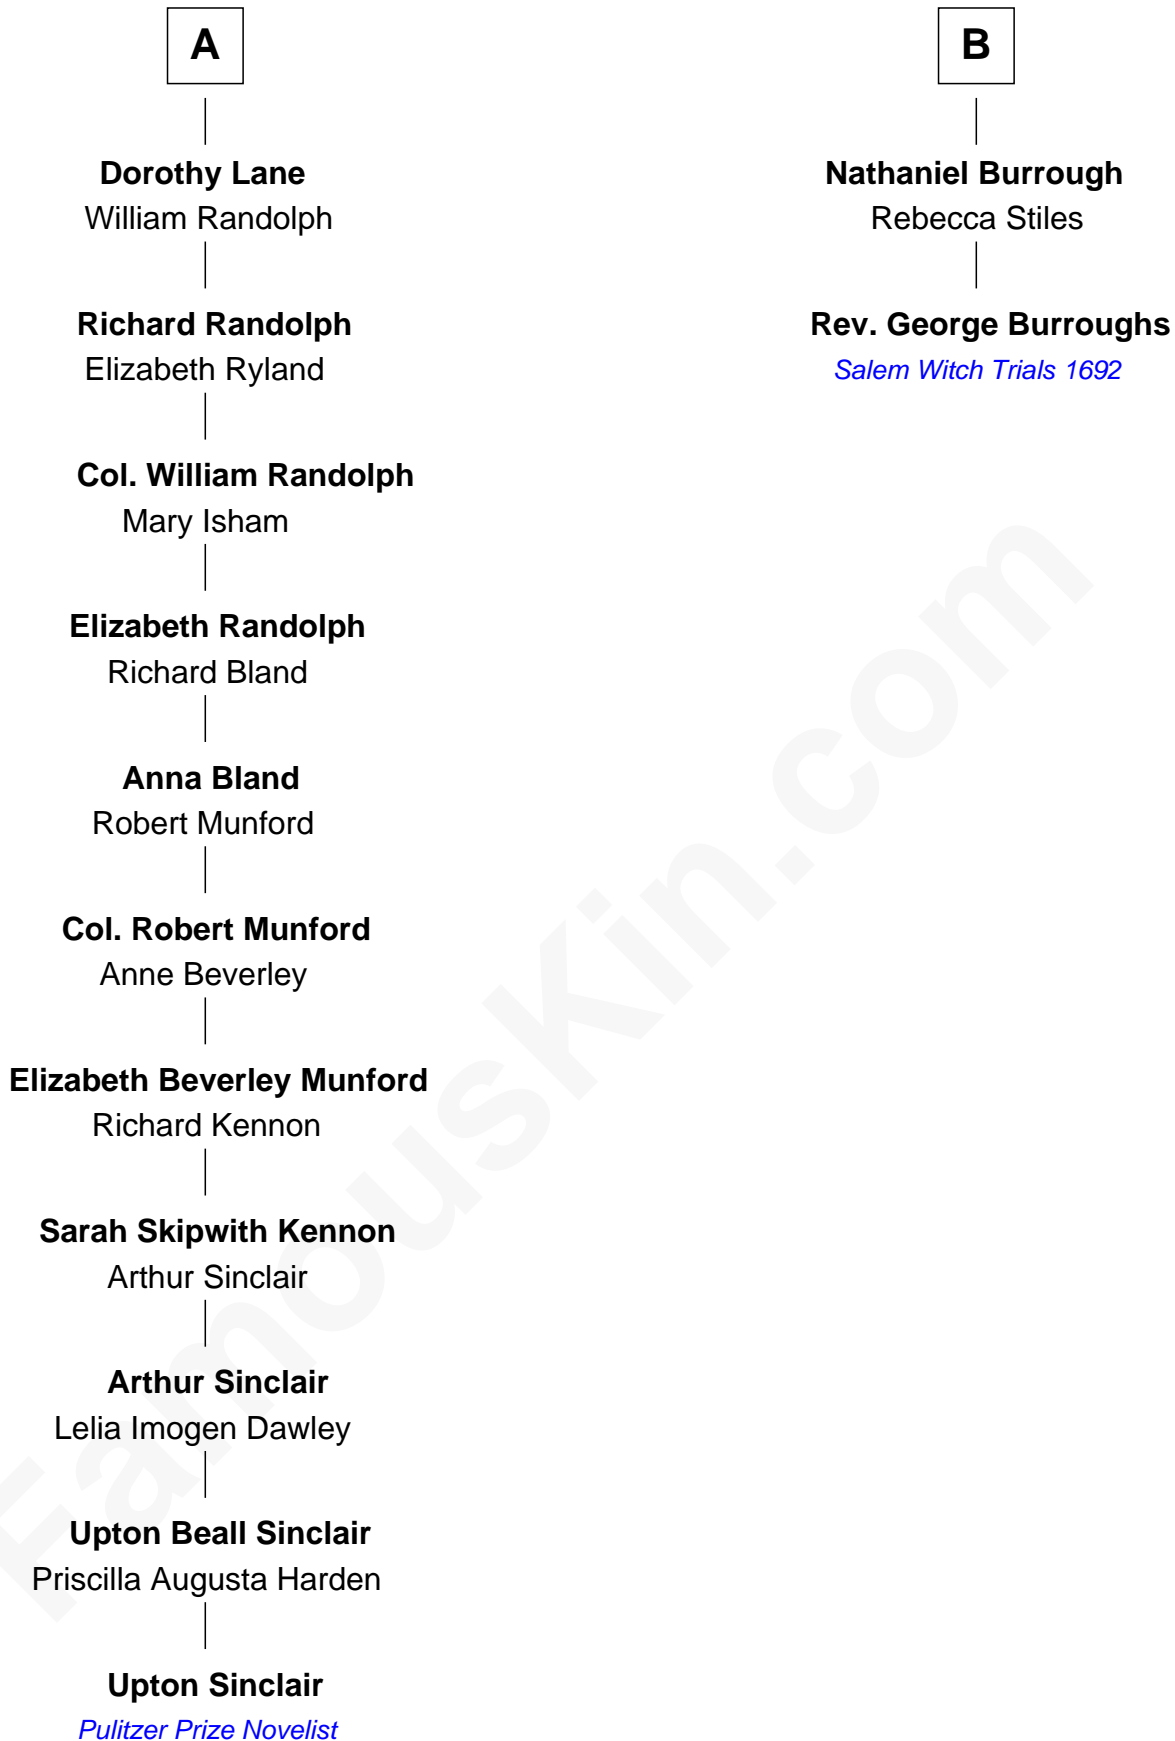 A
Dorothy Lane
William Randolph
Richard Randolph
Elizabeth Ryland
Col. William Randolph
Mary Isham
Elizabeth Randolph
Richard Bland
Anna Bland
Robert Munford
Col. Robert Munford
Anne Beverley
Elizabeth Beverley Munford
Richard Kennon
Sarah Skipwith Kennon
Arthur Sinclair
Arthur Sinclair
Lelia Imogen Dawley
Upton Beall Sinclair
Priscilla Augusta Harden
Upton Sinclair
Pulitzer Prize Novelist
B
Nathaniel Burrough
Rebecca Stiles
Rev. George Burroughs
Salem Witch Trials 1692
FamousKin.com